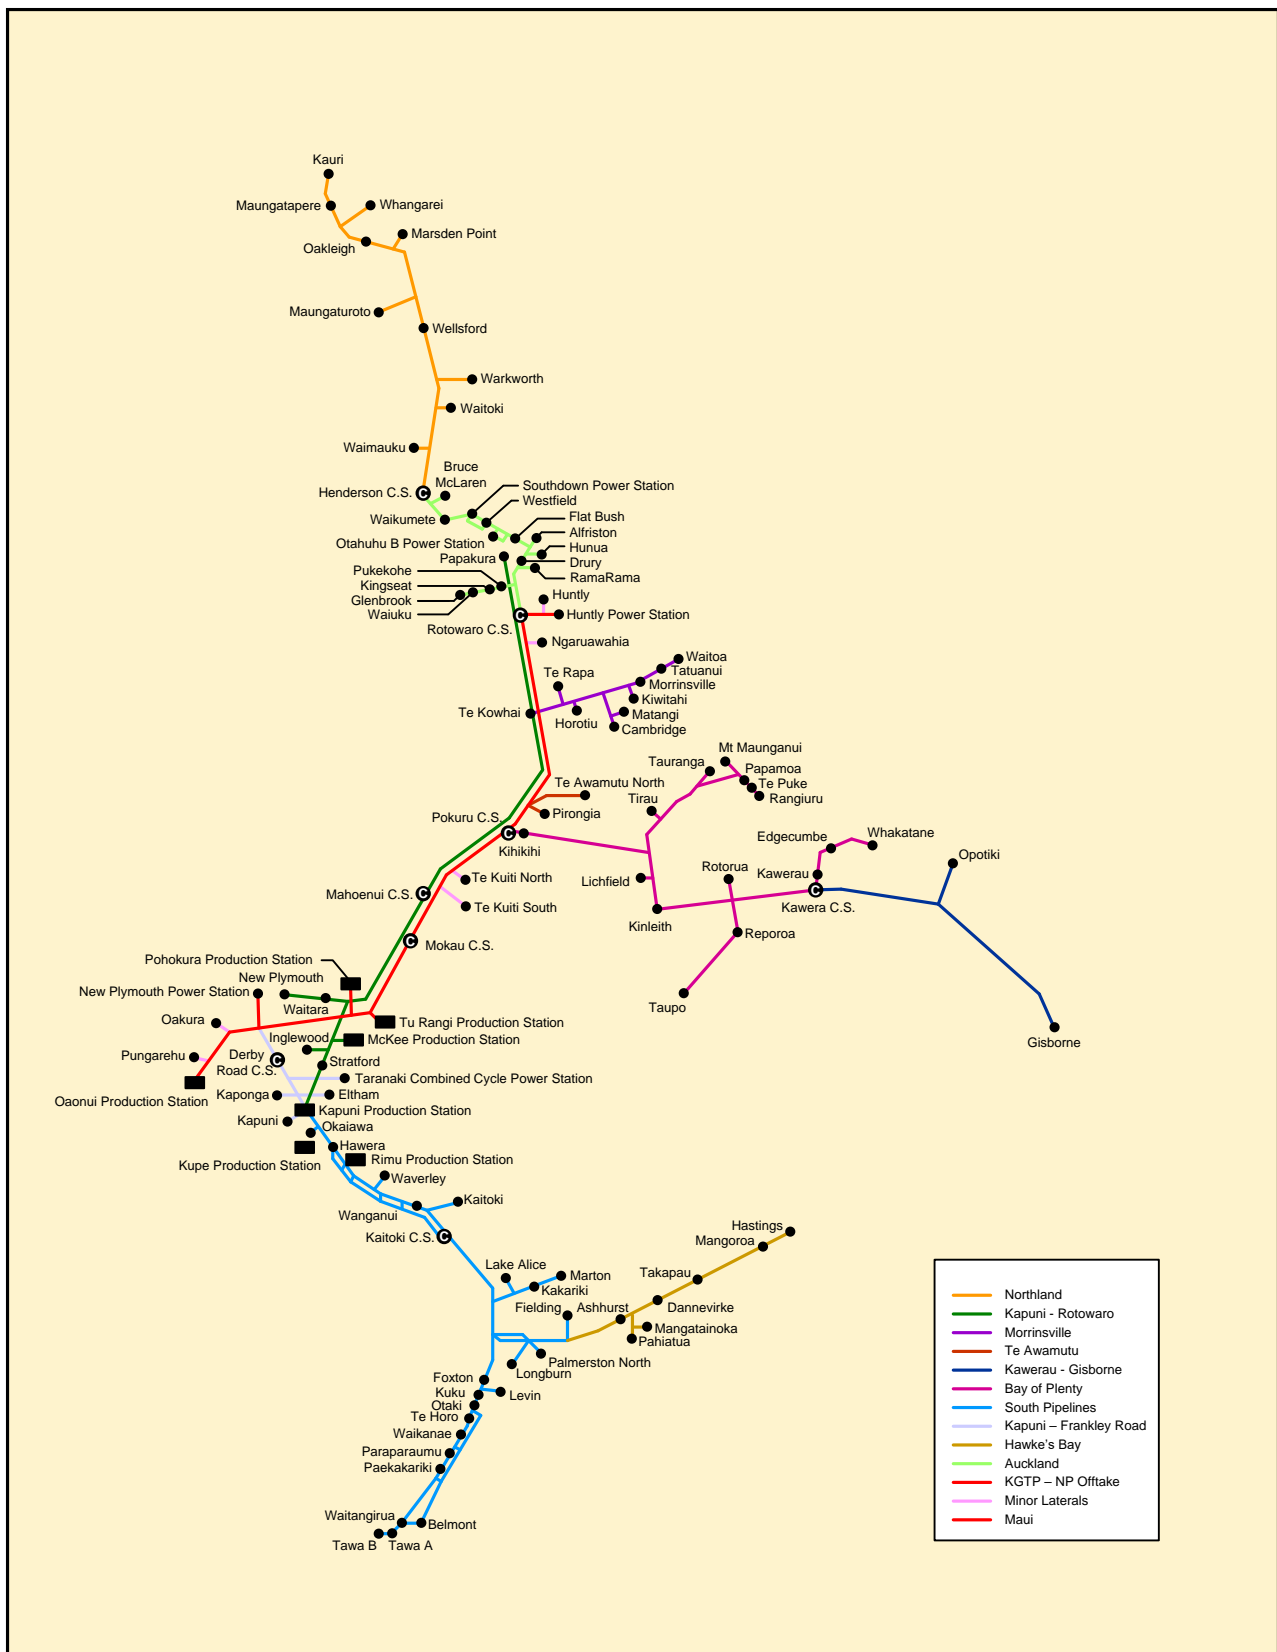 Kauri
Maungatapere
Whangarei
Marsden Point
Oakleigh
Maungaturoto
Wellsford
Warkworth
Waitoki
Waimauku
Bruce
McLaren
Henderson C.S.
C
Southdown Power Station
Westfield
Waikumete
Flat Bush
Alfriston
Otahuhu B Power Station
Hunua
Papakura
Drury
Pukekohe
RamaRama
Kingseat
Huntly
Glenbrook
Waiuku
Huntly Power Station
C
Rotowaro C.S.
Ngaruawahia
Waitoa
Te Rapa
Tatuanui
Morrinsville
Kiwitahi
Te Kowhai
Horotiu
Matangi
Cambridge
Mt Maunganui
Tauranga
Papamoa
Te Awamutu North
Te Puke
Tirau
Rangiuru
Pirongia
Pokuru C.S.
C
Kihikihi
Edgecumbe
Whakatane
Opotiki
Rotorua
Kawerau
Te Kuiti North
Lichfield
Mahoenui C.S.
C
C
Kawera C.S.
Te Kuiti South
Kinleith
Reporoa
C
Mokau C.S.
Pohokura Production Station
New Plymouth
New Plymouth Power Station
Waitara
Taupo
Oakura
Tu Rangi Production Station
Inglewood
McKee Production Station
Gisborne
Pungarehu
Derby
Road C.S.
C
Stratford
Taranaki Combined Cycle Power Station
Oaonui Production Station
Kaponga
Eltham
Kapuni Production Station
Kapuni
Okaiawa
Hawera
Kupe Production Station
Rimu Production Station
Waverley
Kaitoki
Wanganui
Kaitoki C.S.
C
Hastings
Mangoroa
Lake Alice
Marton
Takapau
Kakariki
Fielding
Ashhurst
Dannevirke
Mangatainoka
Pahiatua
Palmerston North
Longburn
Foxton
Kuku
Levin
Otaki
Te Horo
Waikanae
Paraparaumu
Paekakariki
Waitangirua
Belmont
Tawa B
Tawa A
Northland
Kapuni - Rotowaro
Morrinsville
Te Awamutu
Kawerau - Gisborne
Bay of Plenty
South Pipelines
Kapuni – Frankley Road
Hawke's Bay
Auckland
KGTP – NP Offtake
Minor Laterals
Maui